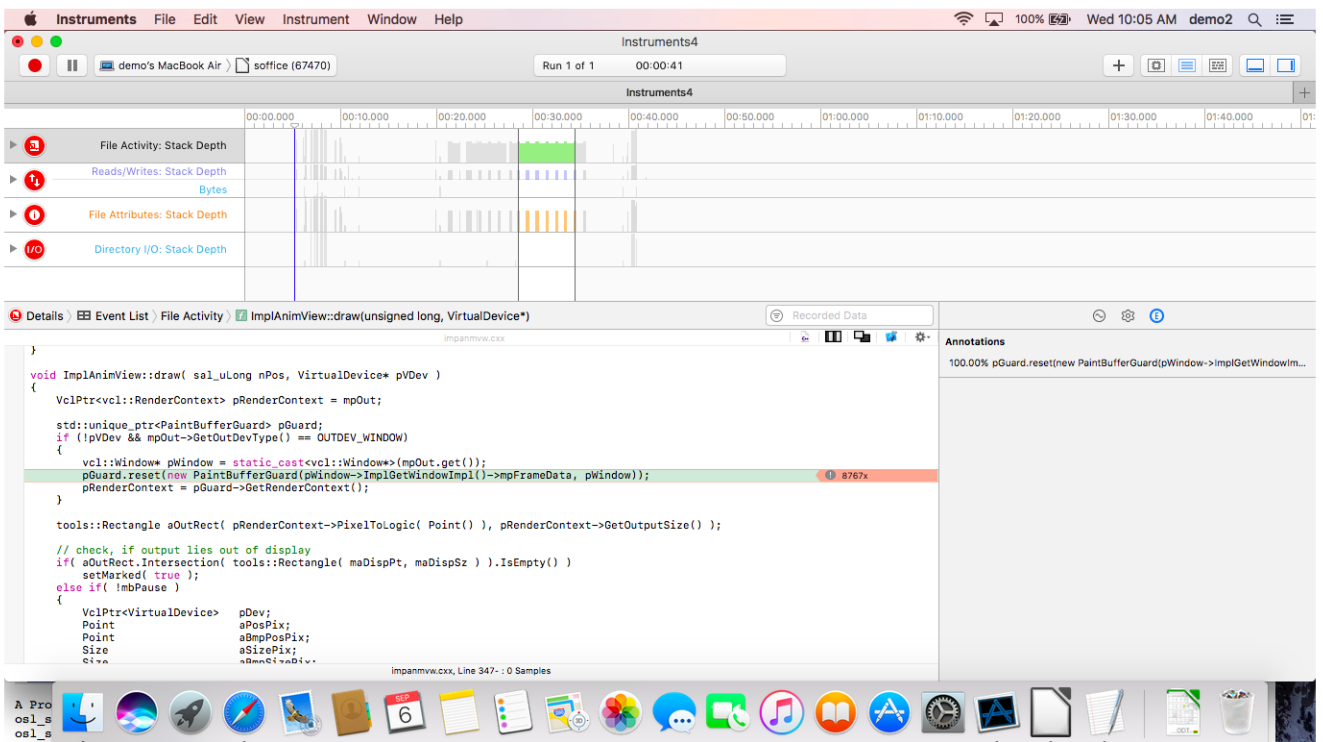 Instruments File Edit View Instrument Window Help 100% Wed 10:05 AM demo2
Instruments4
demo's MacBook Air soffice (67470) Run 1 of 1 00:00:41
Instruments4
00:00.000 00:10.000 00:20.000 00:30.000 00:40.000 00:50.000 01:00.000 01:10.000 01:20.000 01:30.000 01:40.000 01:
File Activity: Stack Depth
Reads/Writes: Stack Depth
Bytes
File Attributes: Stack Depth
I/O Directory I/O: Stack Depth
Details Event List File Activity ImplAnimView::draw(unsigned long, VirtualDevice*) Recorded Data E
impanmvw.cxx
Annotations
100.00% pGuard.reset(new PaintBufferGuard(pWindow->ImplGetWindowIm...
}
void ImplAnimView::draw( sal_uLong nPos, VirtualDevice* pVDev )
{
VclPtr<vcl::RenderContext> pRenderContext = mpOut;
std::unique_ptr<PaintBufferGuard> pGuard;
if (!pVDev && mpOut->GetOutDevType() == OUTDEV_WINDOW)
{
vcl::Window* pWindow = static_cast<vcl::Window*>(mpOut.get());
pGuard.reset(new PaintBufferGuard(pWindow->ImplGetWindowImpl()->mpFrameData, pWindow)); 8767x
pRenderContext = pGuard->GetRenderContext();
}
tools::Rectangle aOutRect( pRenderContext->PixelToLogic( Point() ), pRenderContext->GetOutputSize() );
// check, if output lies out of display
if( aOutRect.Intersection( tools::Rectangle( maDispPt, maDispSz ) ).IsEmpty() )
setMarked( true );
else if( !mbPause )
{
VclPtr<VirtualDevice> pDev;
Point aPosPix;
Point aBmpPosPix;
Size aSizePix;
Size aBmpSizePix;
impanmvw.cxx, Line 347- : 0 Samples
A Pro
osl_s
osl_s
SEP
6
3D